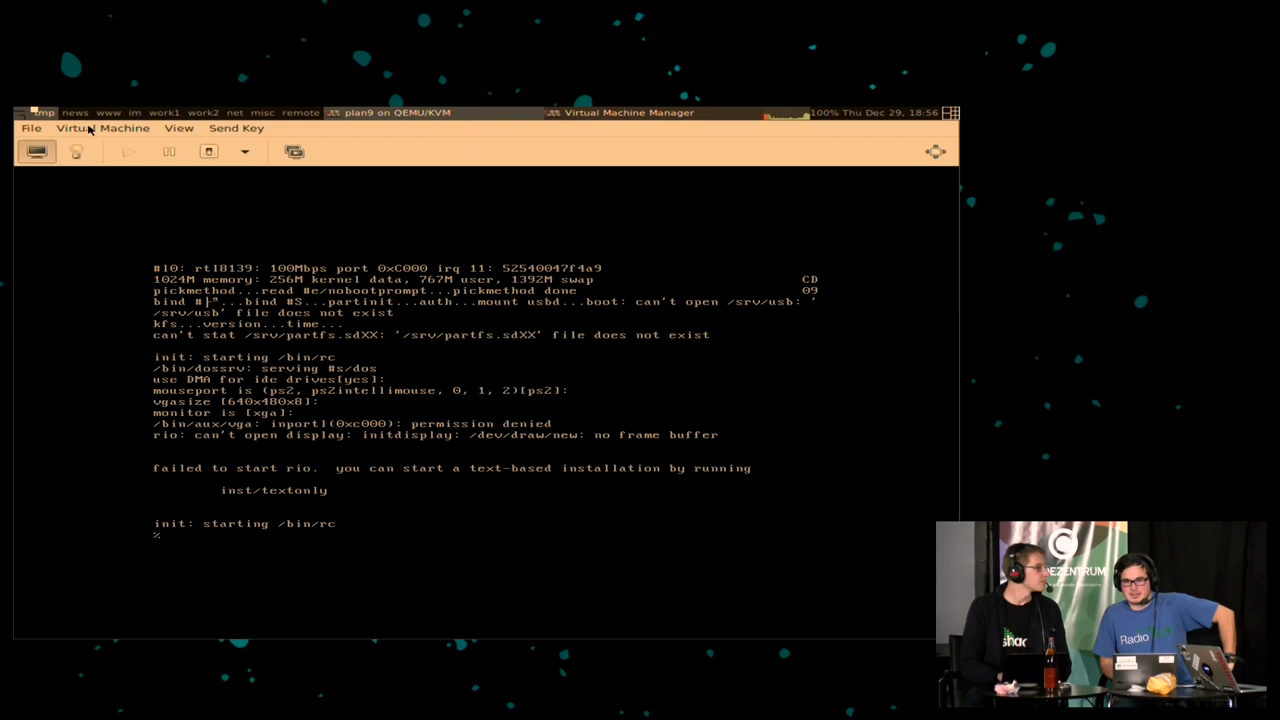 tmp news www im work1 work2 net misc remote plan9 on QEMU/KVM Virtual Machine Manager 100% Thu Dec 29, 18:56
File Virtual Machine View Send Key
#l0: rtl8139: 100Mbps port 0xC000 irq 11: 52540047f4a9
1024M memory: 256M kernel data, 767M user, 1392M swap CD
pickmethod...read #e/nobootprompt...pickmethod done 09
bind #├"...bind #S...partinit...auth...mount usbd...boot: can't open /srv/usb: '
/srv/usb' file does not exist
kfs...version...time...
can't stat /srv/partfs.sdXX: '/srv/partfs.sdXX' file does not exist
init: starting /bin/rc
/bin/dossrv: serving #s/dos
use DMA for ide drives[yes]:
mouseport is (ps2, ps2intellimouse, 0, 1, 2)[ps2]:
vgasize [640x480x8]:
monitor is [xga]:
/bin/aux/vga: inportl(0xc000): permission denied
rio: can't open display: initdisplay: /dev/draw/new: no frame buffer
failed to start rio. you can start a text-based installation by running
inst/textonly
init: starting /bin/rc
%
DEZENTRUM
shac
Radio